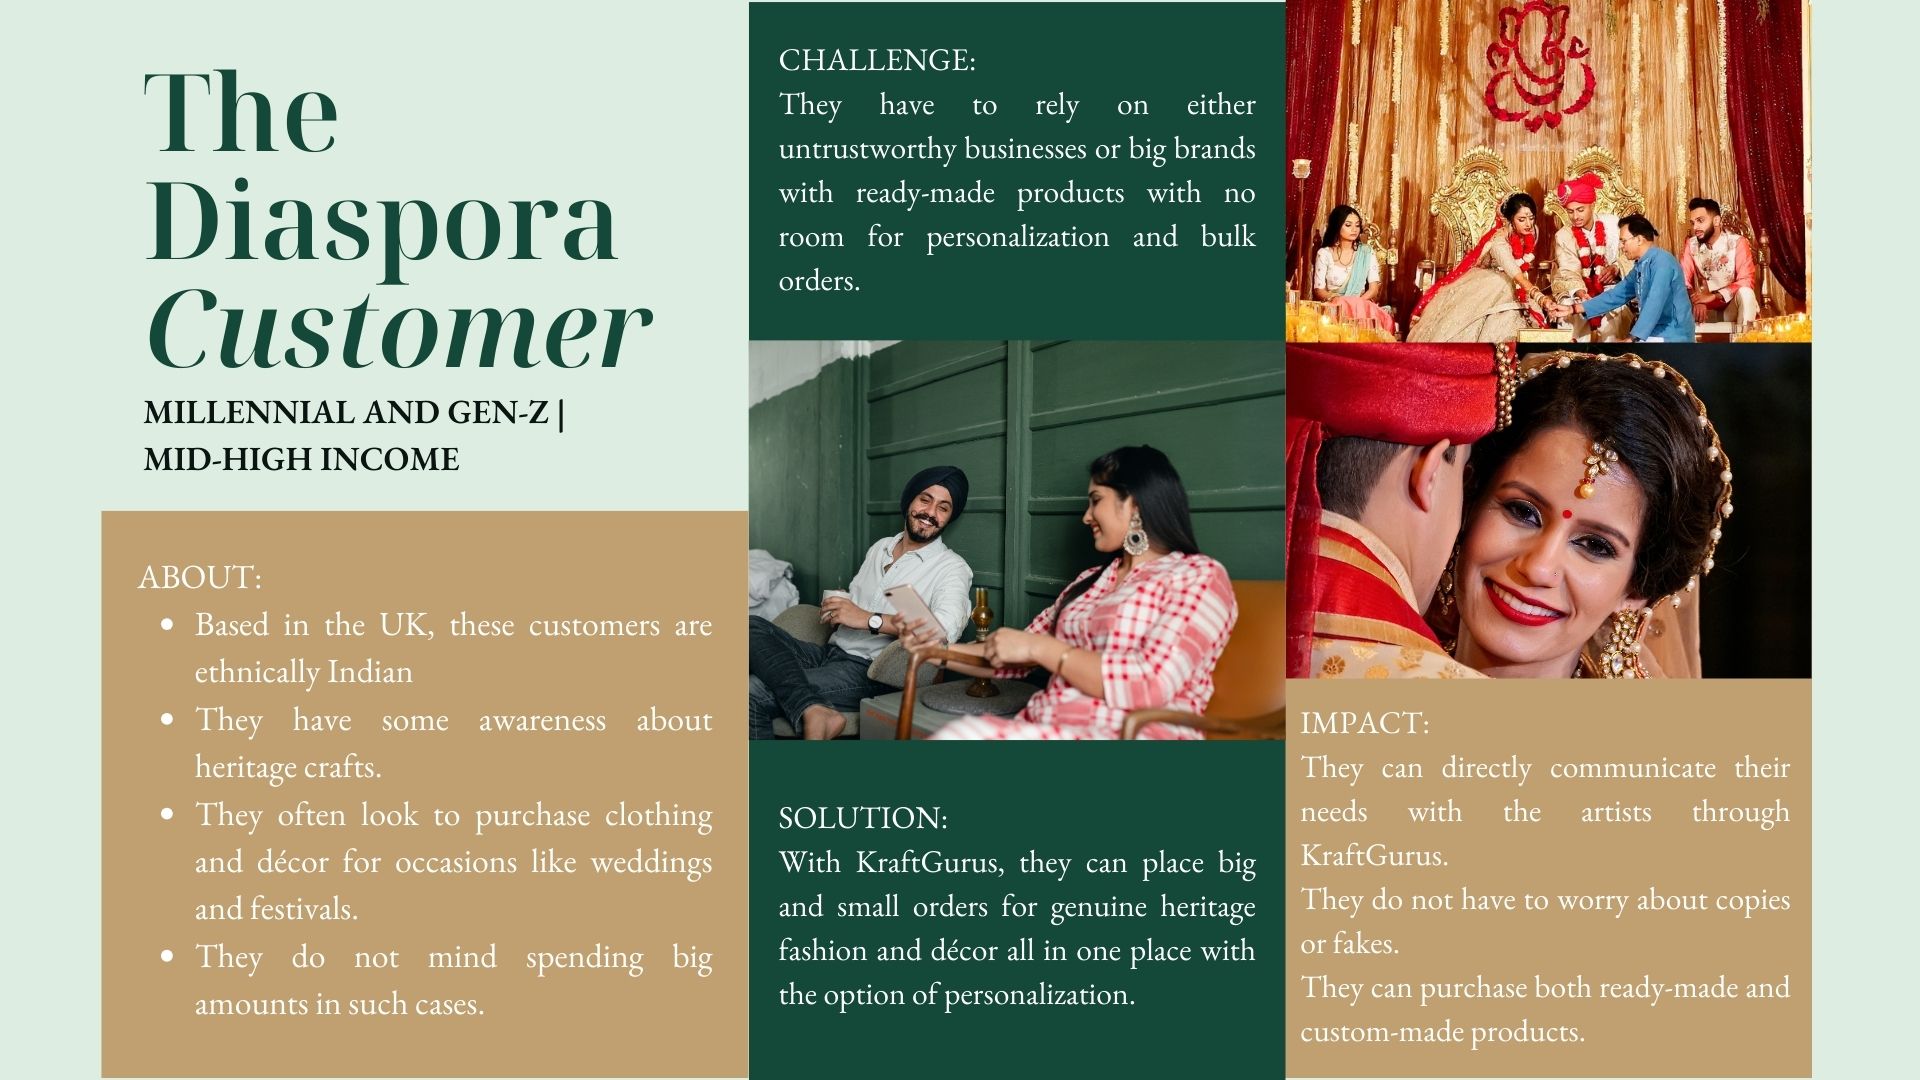 The
Diaspora
Customer
MILLENNIAL AND GEN-Z |
MID-HIGH INCOME
ABOUT:
• Based in the UK, these customers are
ethnically Indian
• They have some awareness about
heritage crafts.
• They often look to purchase clothing
and décor for occasions like weddings
and festivals.
• They do not mind spending big
amounts in such cases.
CHALLENGE:
They have to rely on either
untrustworthy businesses or big brands
with ready-made products with no
room for personalization and bulk
orders.
SOLUTION:
With KraftGurus, they can place big
and small orders for genuine heritage
fashion and décor all in one place with
the option of personalization.
IMPACT:
They can directly communicate their
needs with the artists through
KraftGurus.
They do not have to worry about copies
or fakes.
They can purchase both ready-made and
custom-made products.